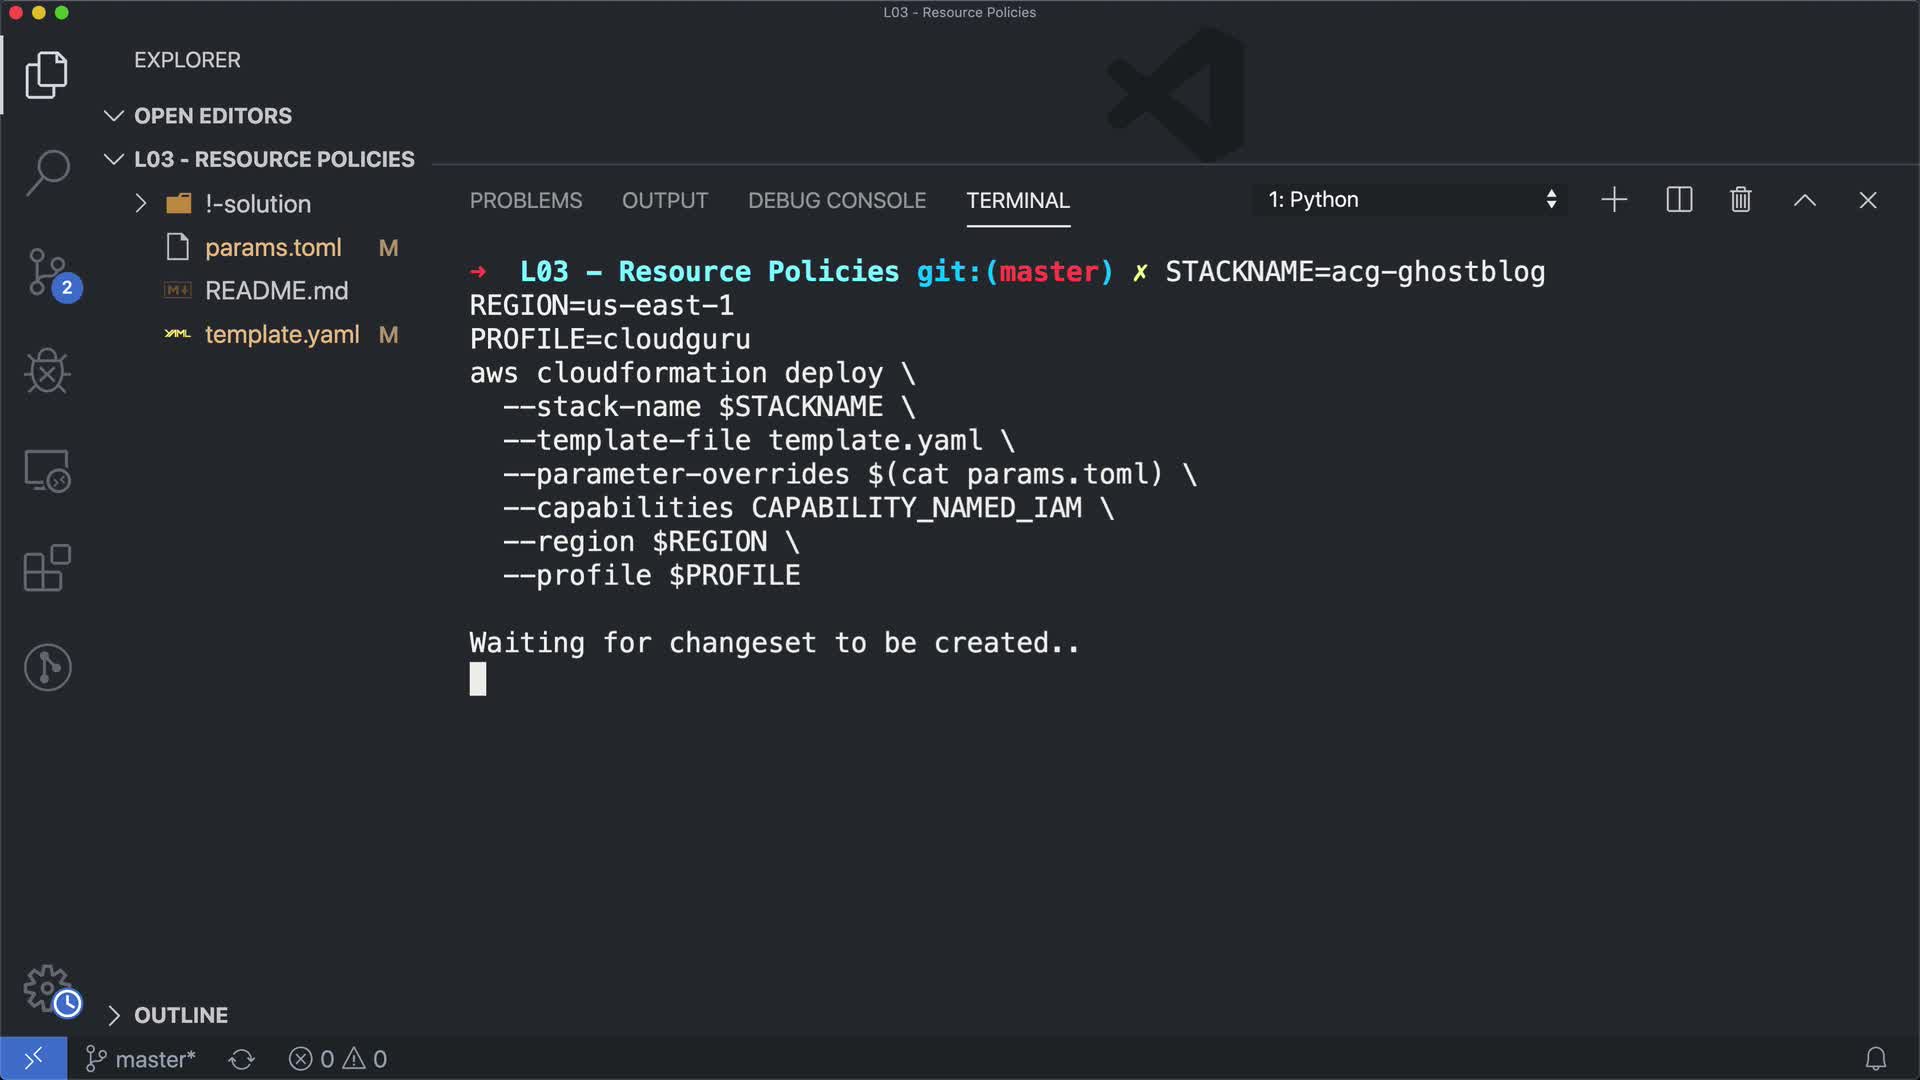 L03 - Resource Policies
EXPLORER
OPEN EDITORS
L03 - RESOURCE POLICIES
!-solution
params.toml M
README.md
template.yaml M
OUTLINE
PROBLEMS OUTPUT DEBUG CONSOLE TERMINAL 1: Python
➜ L03 - Resource Policies git:(master) ✗ STACKNAME=acg-ghostblog
REGION=us-east-1
PROFILE=cloudguru
aws cloudformation deploy \
--stack-name $STACKNAME \
--template-file template.yaml \
--parameter-overrides $(cat params.toml) \
--capabilities CAPABILITY_NAMED_IAM \
--region $REGION \
--profile $PROFILE
Waiting for changeset to be created..
2
master* 0 0